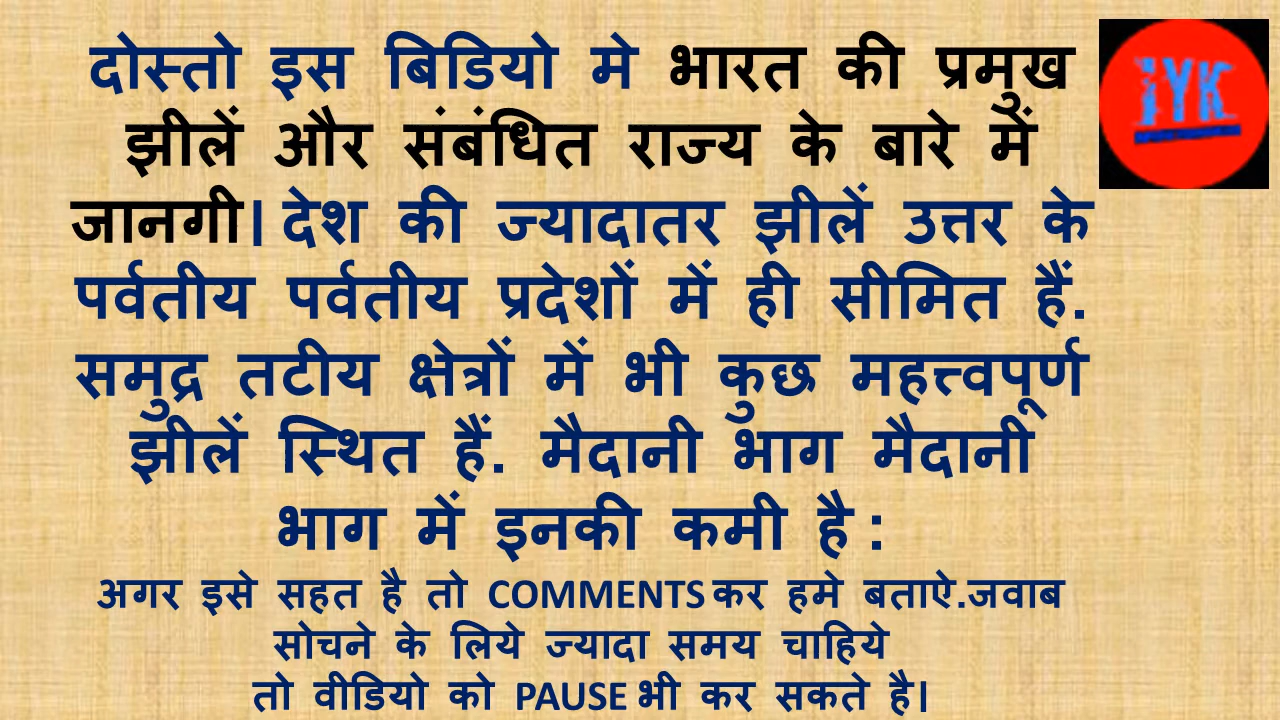 दोस्तो इस बिडियो मे भारत की प्रमुख
झीलें और संबंधित राज्य के बारे में
जानगी। देश की ज्यादातर झीलें उत्तर के
पर्वतीय पर्वतीय प्रदेशों में ही सीमित हैं.
समुद्र तटीय क्षेत्रों में भी कुछ महत्त्वपूर्ण
झीलें स्थित हैं. मैदानी भाग मैदानी
भाग में इनकी कमी है :
अगर इसे सहत है तो COMMENTS कर हमे बताऐ.जवाब
सोचने के लिये ज्यादा समय चाहिये
तो वीडियो को PAUSE भी कर सकते है।
IYK